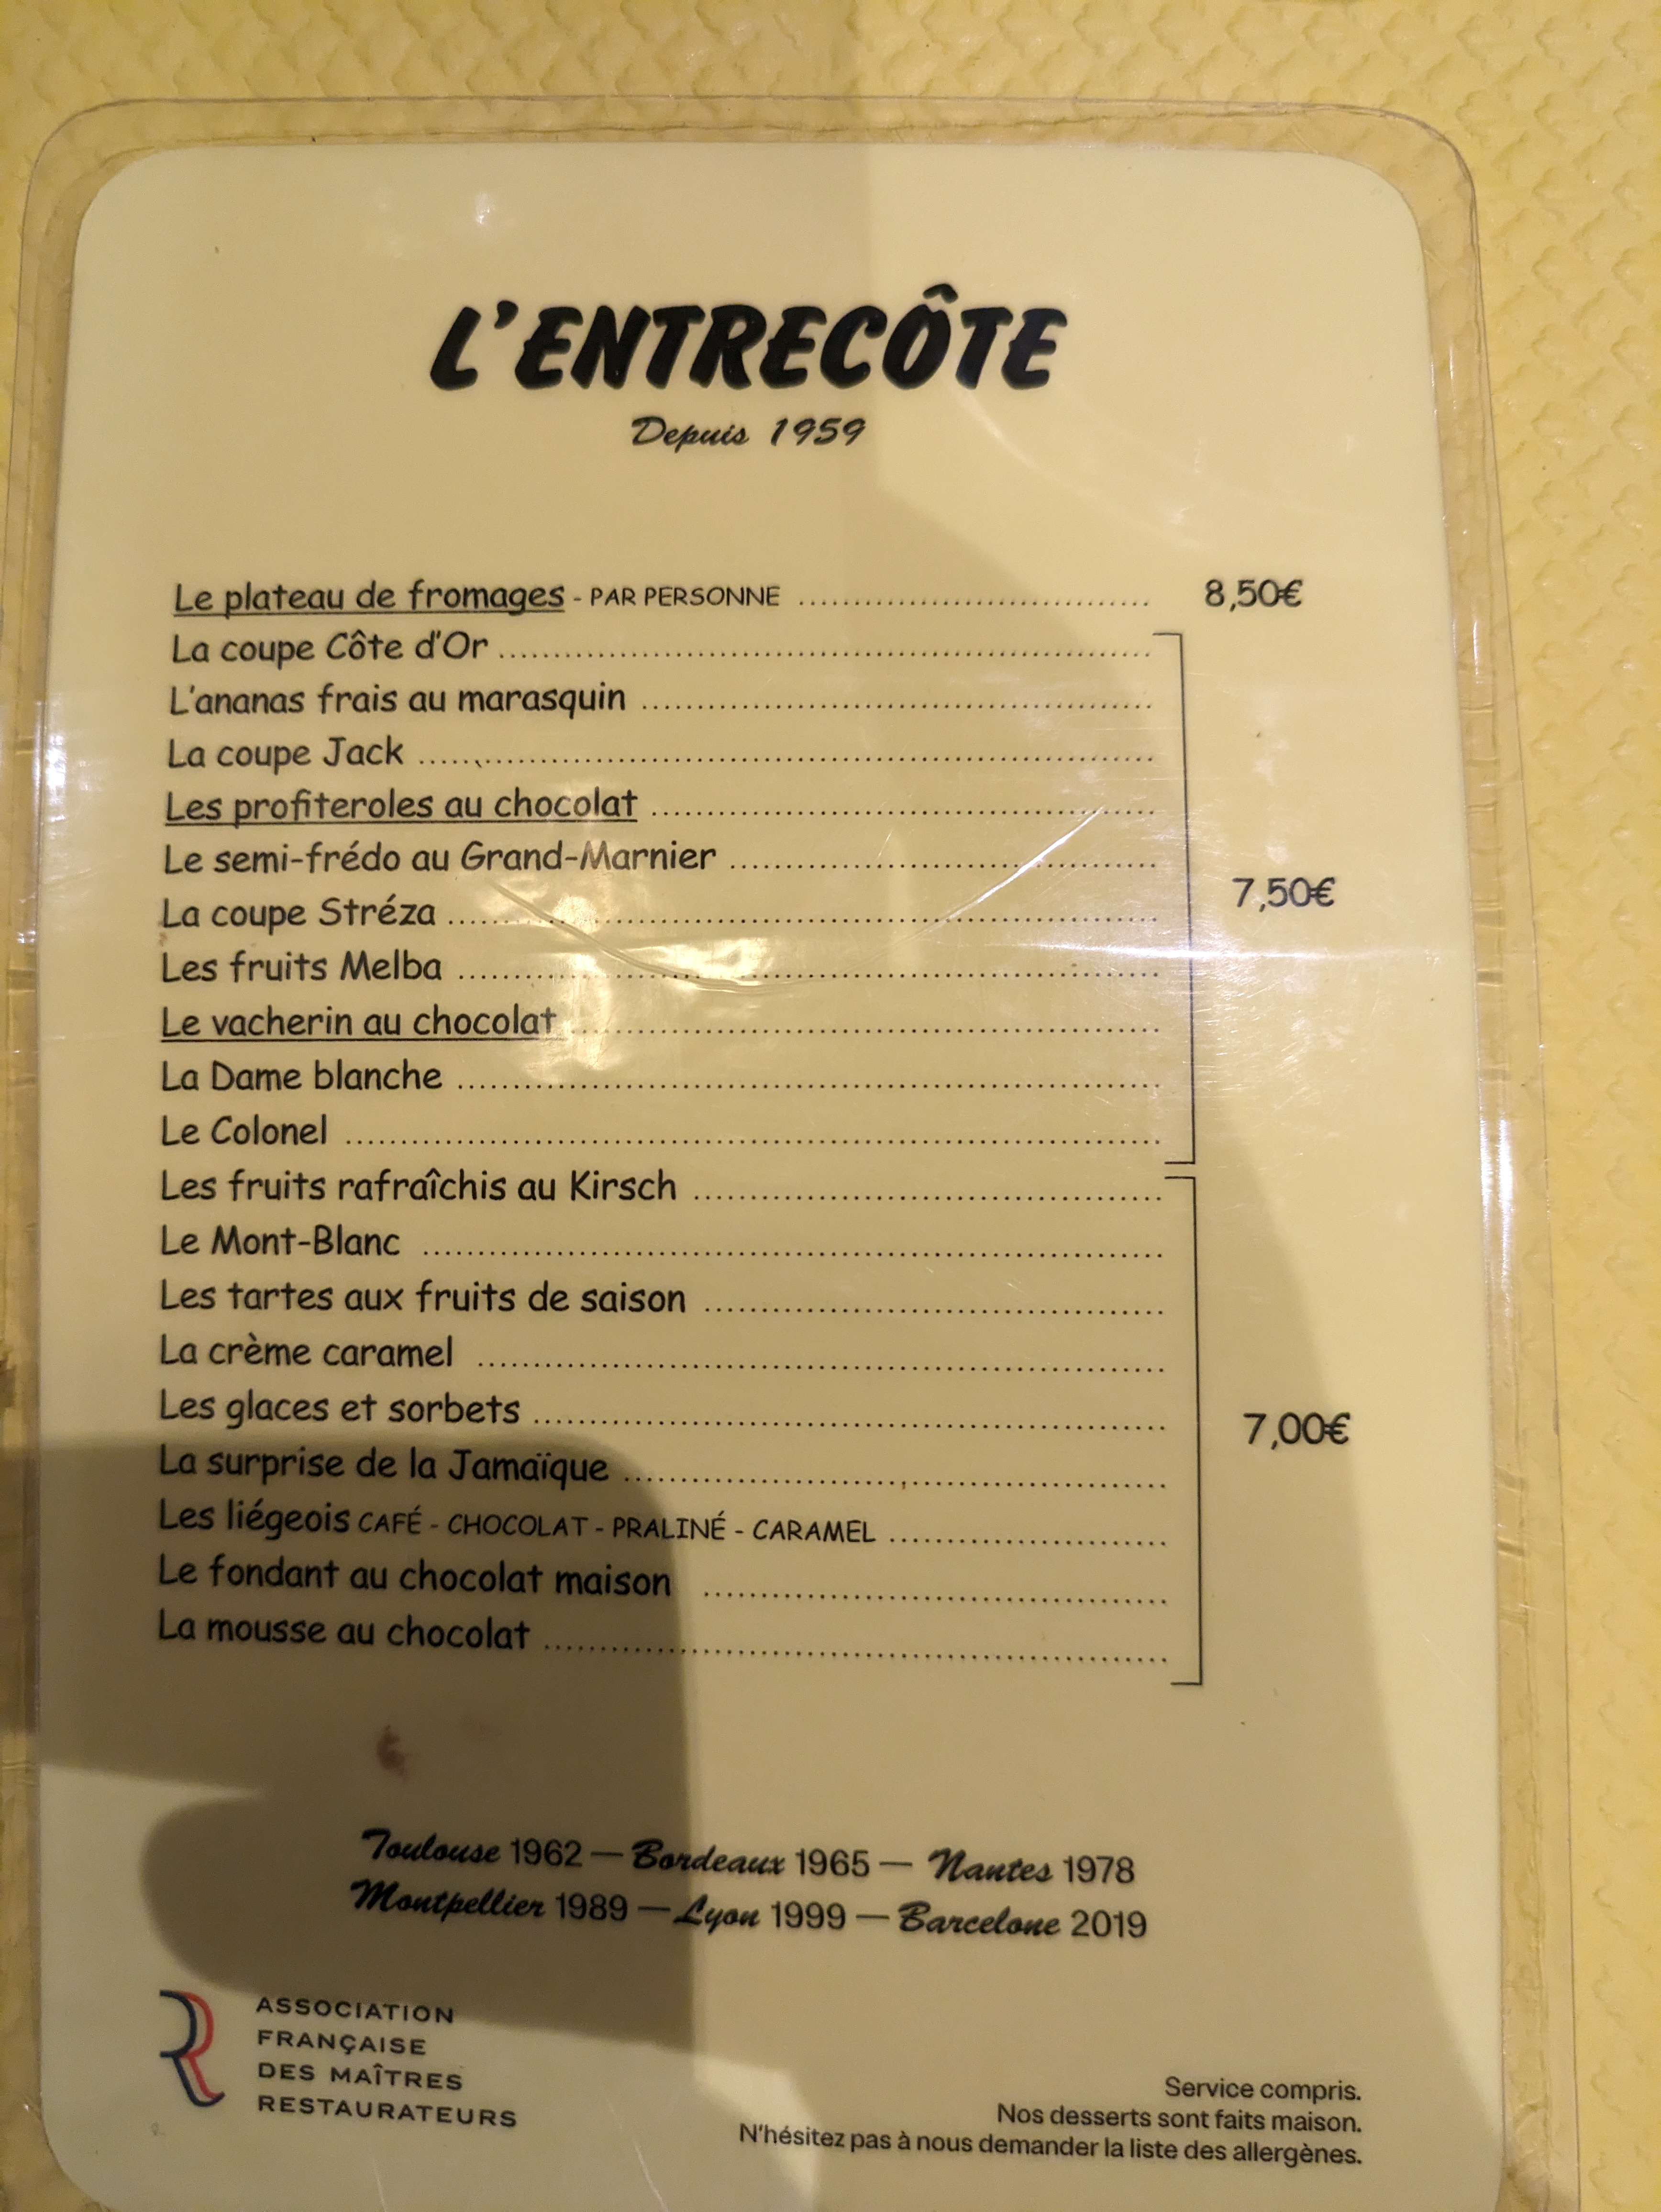 L'ENTRECÔTE
Depuis 1959
Le plateau de fromages - PAR PERSONNE .................................. 8,50€
La coupe Côte d'Or ..................................
L'ananas frais au marasquin ..................................
La coupe Jack ..................................
Les profiteroles au chocolat ..................................
Le semi-frédo au Grand-Marnier ..................................
La coupe Stréza .................................. 7,50€
Les fruits Melba ..................................
Le vacherin au chocolat ..................................
La Dame blanche ..................................
Le Colonel ..................................
Les fruits rafraîchis au Kirsch ..................................
Le Mont-Blanc ..................................
Les tartes aux fruits de saison ..................................
La crème caramel ..................................
Les glaces et sorbets .................................. 7,00€
La surprise de la Jamaïque ..................................
Les liégeois CAFÉ - CHOCOLAT - PRALINÉ - CARAMEL ..................................
Le fondant au chocolat maison ..................................
La mousse au chocolat ..................................
Toulouse 1962 — Bordeaux 1965 — Nantes 1978
Montpellier 1989 — Lyon 1999 — Barcelone 2019
ASSOCIATION
FRANÇAISE
DES MAÎTRES
RESTAURATEURS
Service compris.
Nos desserts sont faits maison.
N'hésitez pas à nous demander la liste des allergènes.